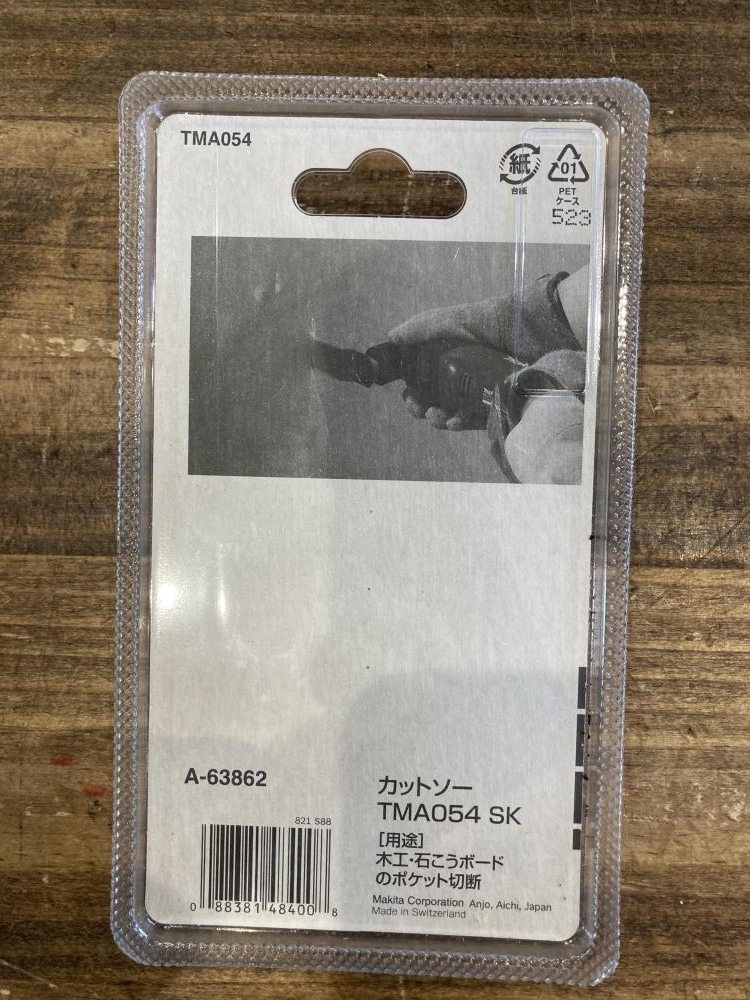 TMA054
紙
台紙
01
PET
ケース
523
A-63862
カットソー
TMA054 SK
821 S88
[用途]
木工・石こうボード
のポケット切断
0 88381 48400 8
Makita Corporation Anjo, Aichi, Japan
Made in Switzerland